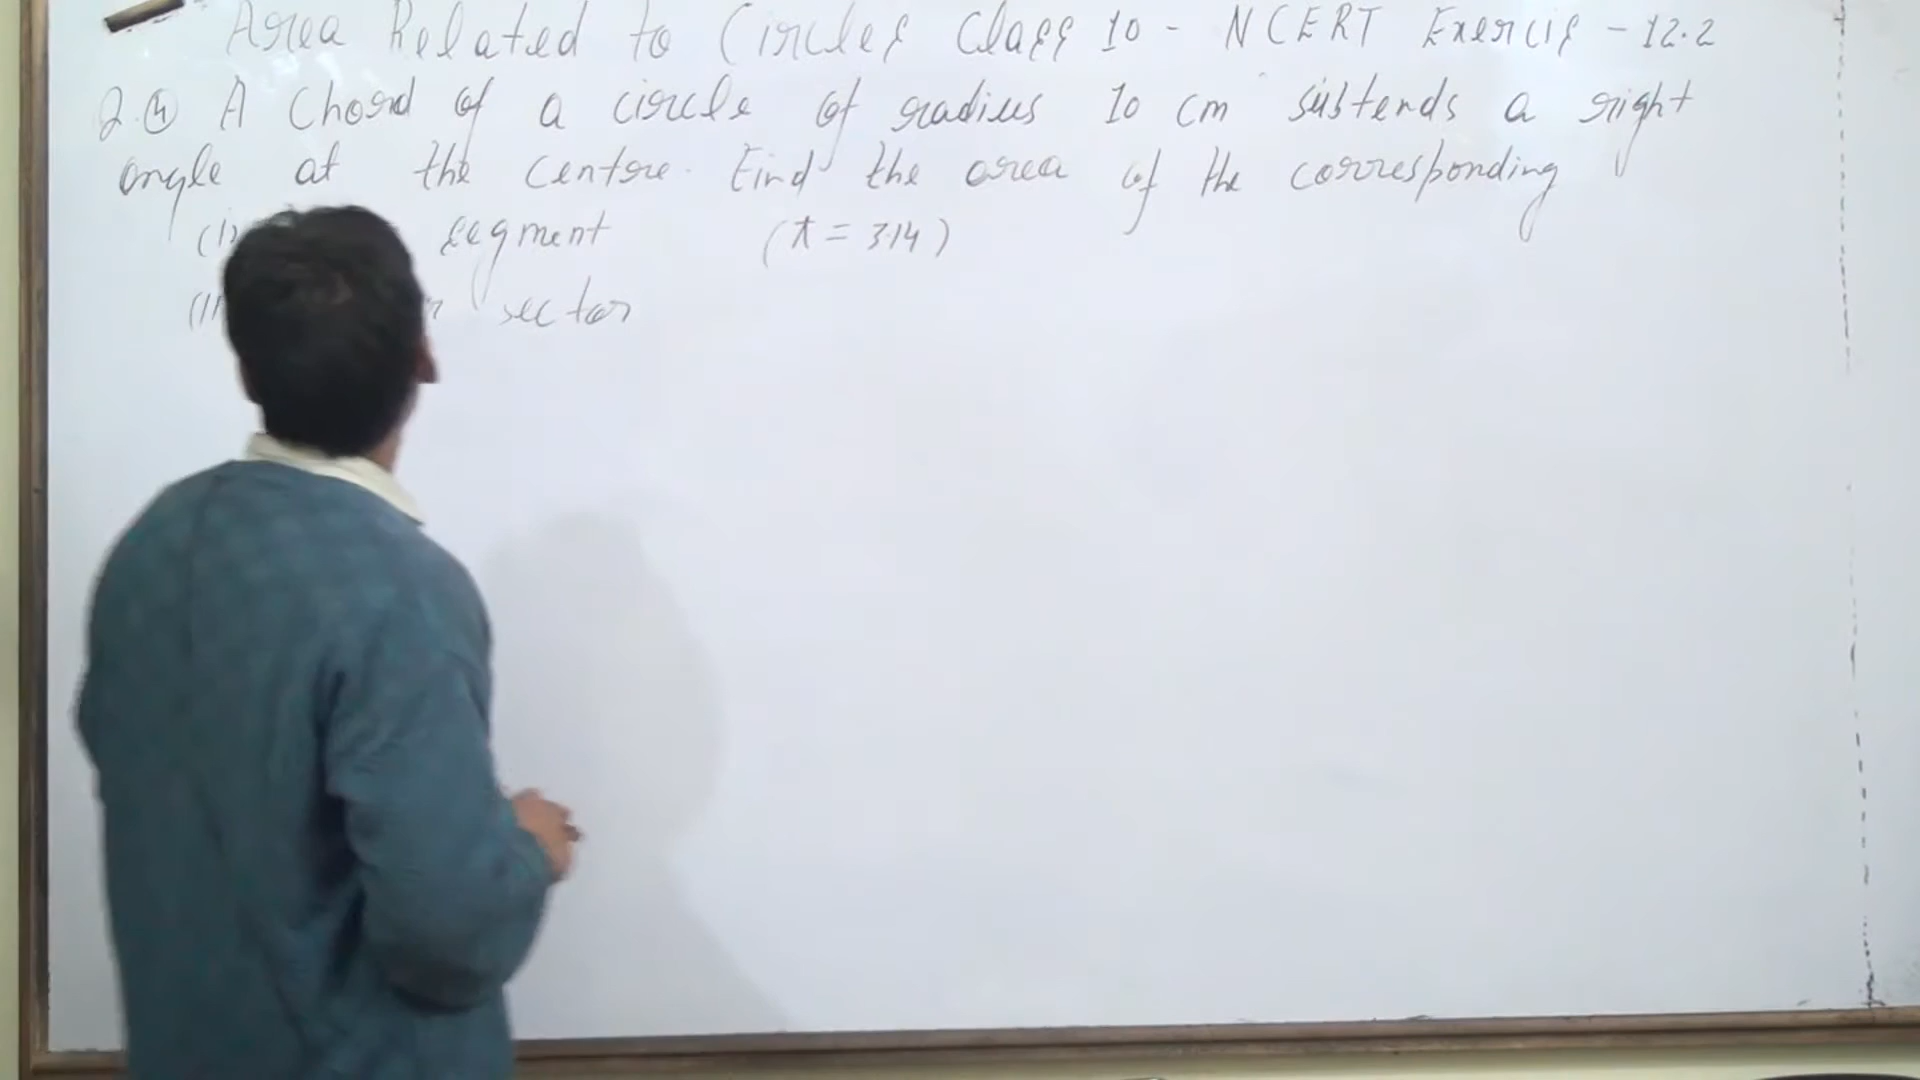 Area Related to Circles Class 10 - NCERT Exercis - 12.2
Q.4 A Chord of a circle of radius 10 cm subtends a right
angle at the centre. Find the area of the corresponding
(i) segment (π = 3.14)
sector